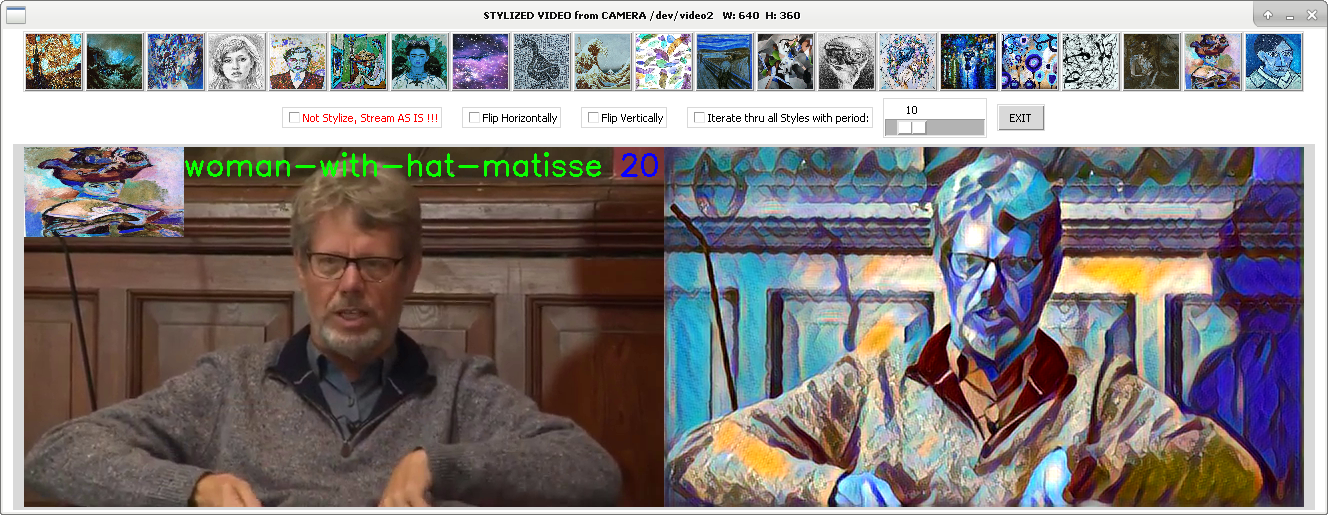 STYLIZED VIDEO from CAMERA /dev/video2 W: 640 H: 360
Not Stylize, Stream AS IS !!!
Flip Horizontally
Flip Vertically
Iterate thru all Styles with period:
10
EXIT
woman-with-hat-matisse 20